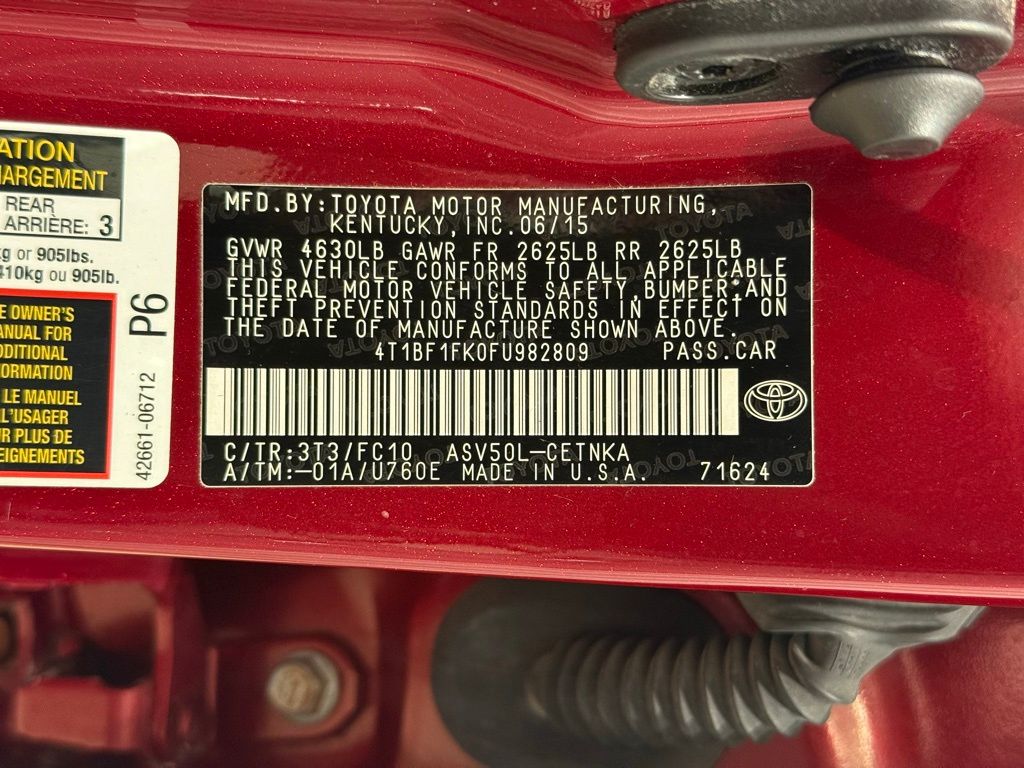 ATION
HARGEMENT
REAR
ARRIÈRE: 3
kg or 905lbs.
410kg ou 905lb.
E OWNER'S
ANUAL FOR
DDITIONAL
ORMATION
LE MANUEL
L'USAGER
UR PLUS DE
EIGNEMENTS
P6
42661-06712
MFD.BY:TOYOTA MOTOR MANUFACTURING,
KENTUCKY,INC.06/15
GVWR 4630LB GAWR FR 2625LB RR 2625LB
THIS VEHICLE CONFORMS TO ALL APPLICABLE
FEDERAL MOTOR VEHICLE SAFETY,BUMPER,AND
THEFT PREVENTION STANDARDS IN EFFECT ON
THE DATE OF MANUFACTURE SHOWN ABOVE.
4T1BF1FK0FU982809 PASS.CAR
C/TR:3T3/FC10 ASV50L-CETNKA
A/TM:-01A/U760E MADE IN U.S.A. 71624